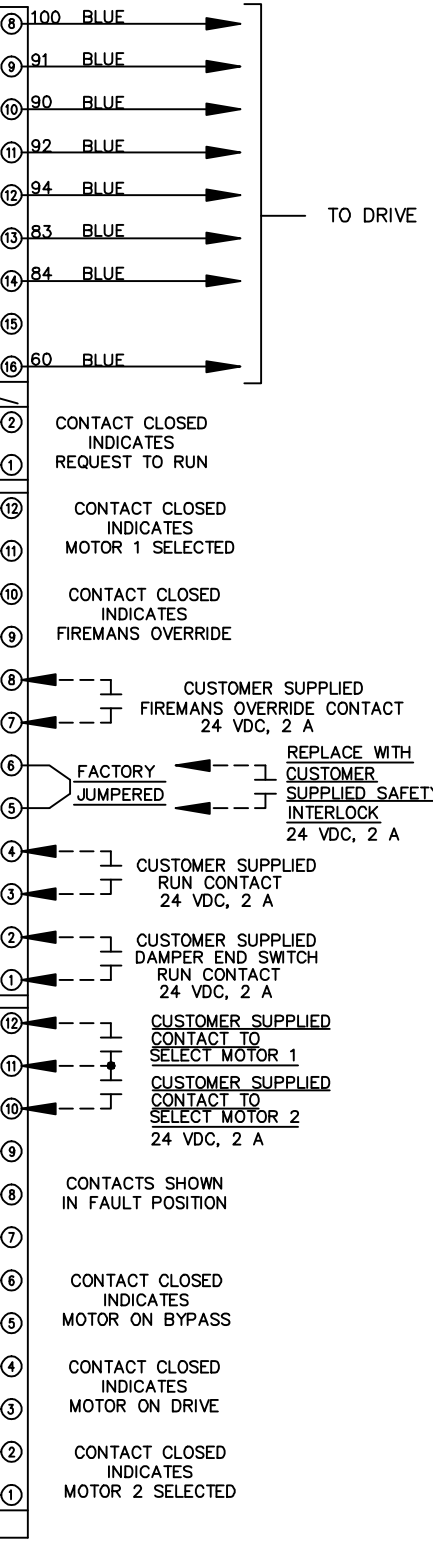 8 100 BLUE
9 91 BLUE
10 90 BLUE
11 92 BLUE
12 94 BLUE
TO DRIVE
13 83 BLUE
14 84 BLUE
15
16 60 BLUE
2
CONTACT CLOSED
INDICATES
REQUEST TO RUN
1
12
CONTACT CLOSED
INDICATES
MOTOR 1 SELECTED
11
10
CONTACT CLOSED
INDICATES
FIREMANS OVERRIDE
9
8
CUSTOMER SUPPLIED
FIREMANS OVERRIDE CONTACT
24 VDC, 2 A
7
6
FACTORY
JUMPERED
5
REPLACE WITH
CUSTOMER
SUPPLIED SAFETY
INTERLOCK
24 VDC, 2 A
4
CUSTOMER SUPPLIED
RUN CONTACT
24 VDC, 2 A
3
2
CUSTOMER SUPPLIED
DAMPER END SWITCH
RUN CONTACT
24 VDC, 2 A
1
12
CUSTOMER SUPPLIED
CONTACT TO
SELECT MOTOR 1
11
CUSTOMER SUPPLIED
CONTACT TO
SELECT MOTOR 2
24 VDC, 2 A
10
9
8
CONTACTS SHOWN
IN FAULT POSITION
7
6
CONTACT CLOSED
INDICATES
MOTOR ON BYPASS
5
4
CONTACT CLOSED
INDICATES
MOTOR ON DRIVE
3
2
CONTACT CLOSED
INDICATES
MOTOR 2 SELECTED
1